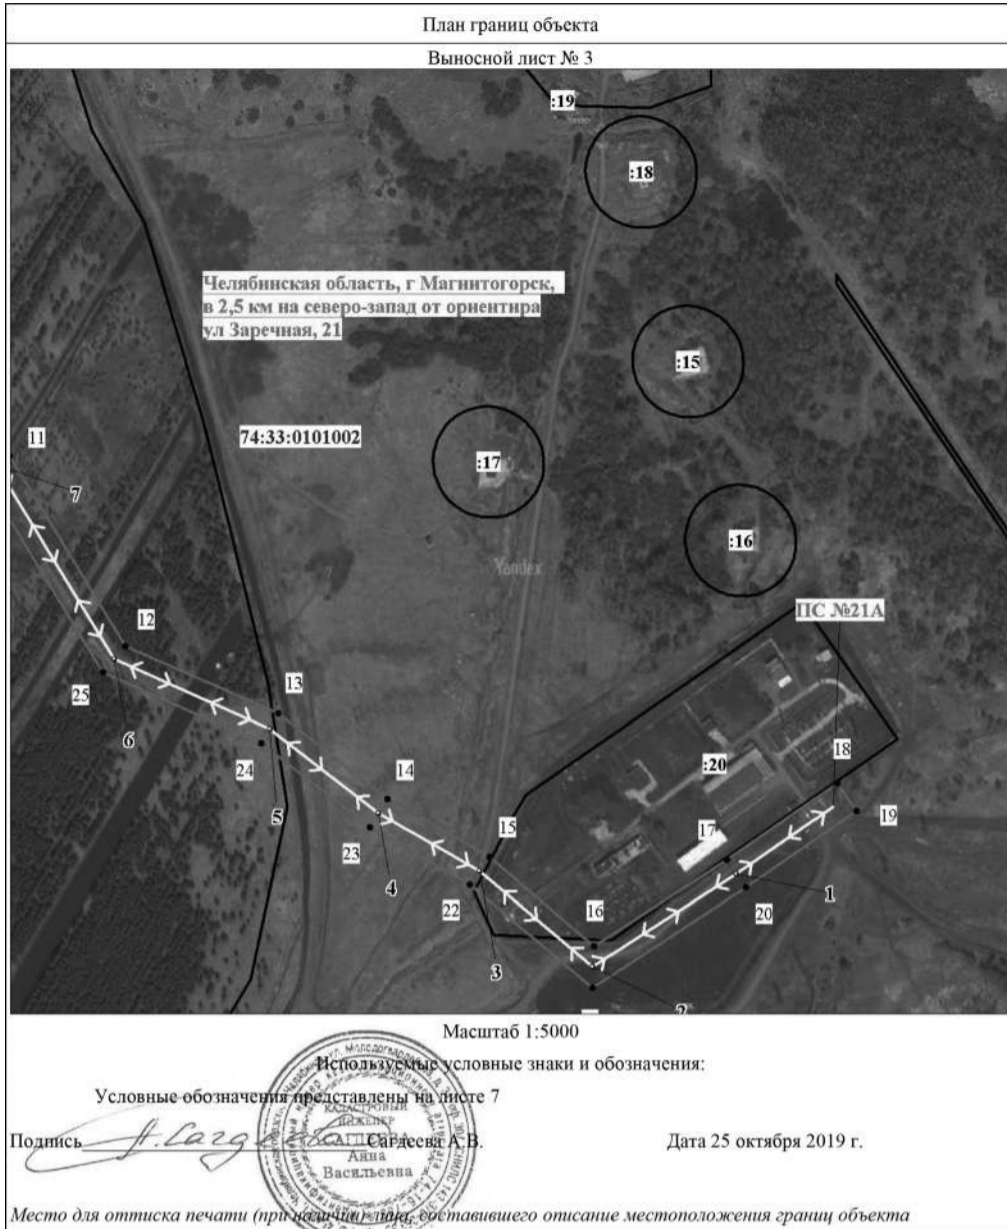 План границ объекта
Выносной лист № 3
:19
Yandex
:18
Челябинская область, г Магнитогорск,
в 2,5 км на северо-запад от ориентира
ул Заречная, 21
:15
11
74:33:0101002
:17
7
:16
Yandex
ПС №21А
12
25
13
6
18
:20
24
14
19
5
23
15
17
4
1
22
16
20
3
2
Масштаб 1:5000
Используемые условные знаки и обозначения:
Условные обозначения представлены на листе 7
КАДАСТРОВЫЙ
ИНЖЕНЕР
Анна
Васильевна
Подпись Сагдеева А.В. Дата 25 октября 2019 г.
Место для оттиска печати (при наличии) лица, составившего описание местоположения границ объекта